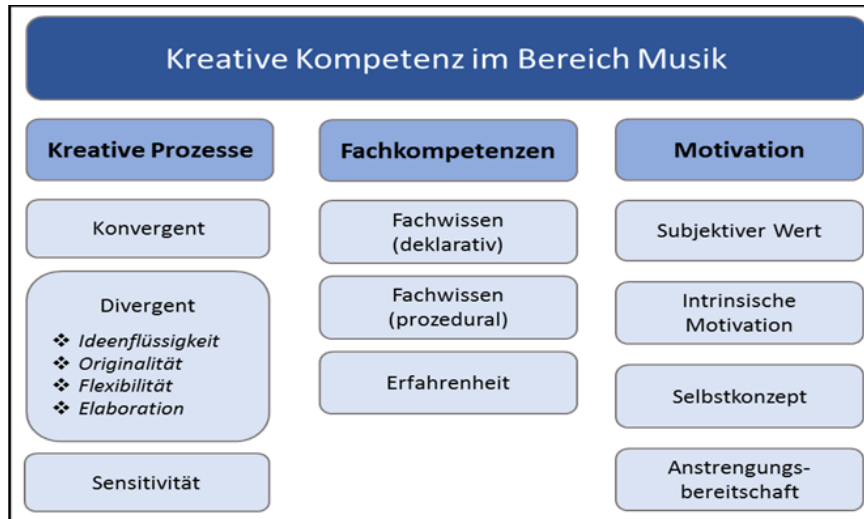 Kreative Kompetenz im Bereich Musik
Kreative Prozesse
Konvergent
Divergent
❖ Ideenflüssigkeit
❖ Originalität
❖ Flexibilität
❖ Elaboration
Sensitivität
Fachkompetenzen
Fachwissen
(deklarativ)
Fachwissen
(prozedural)
Erfahrenheit
Motivation
Subjektiver Wert
Intrinsische
Motivation
Selbstkonzept
Anstrengungs-
bereitschaft